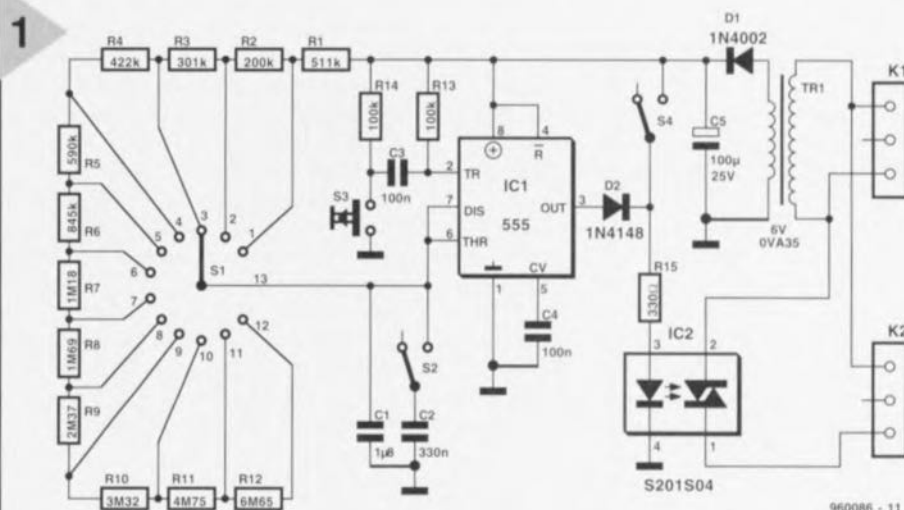 1
R4
422k
R3
301k
R2
200k
R1
511k
D1
1N4002
K1
TR1
R14
100k
R13
100k
S4
C5
100µ
25V
590k
R5
845k
R6
1M18
R7
1M69
R8
2M37
R9
R10
3M32
R11
4M75
R12
6M65
1
2
3
4
5
6
7
8
9
10
11
12
S1
13
C3
100n
S3
8
4
R
2
TR
IC1
7
DIS
OUT
3
555
6
THR
CV
1
5
D2
1N4148
6V
0VA35
R15
330Ω
C4
100n
S2
C1
1µ8
C2
330n
IC2
3
2
4
1
S201S04
K2
960086 - 11